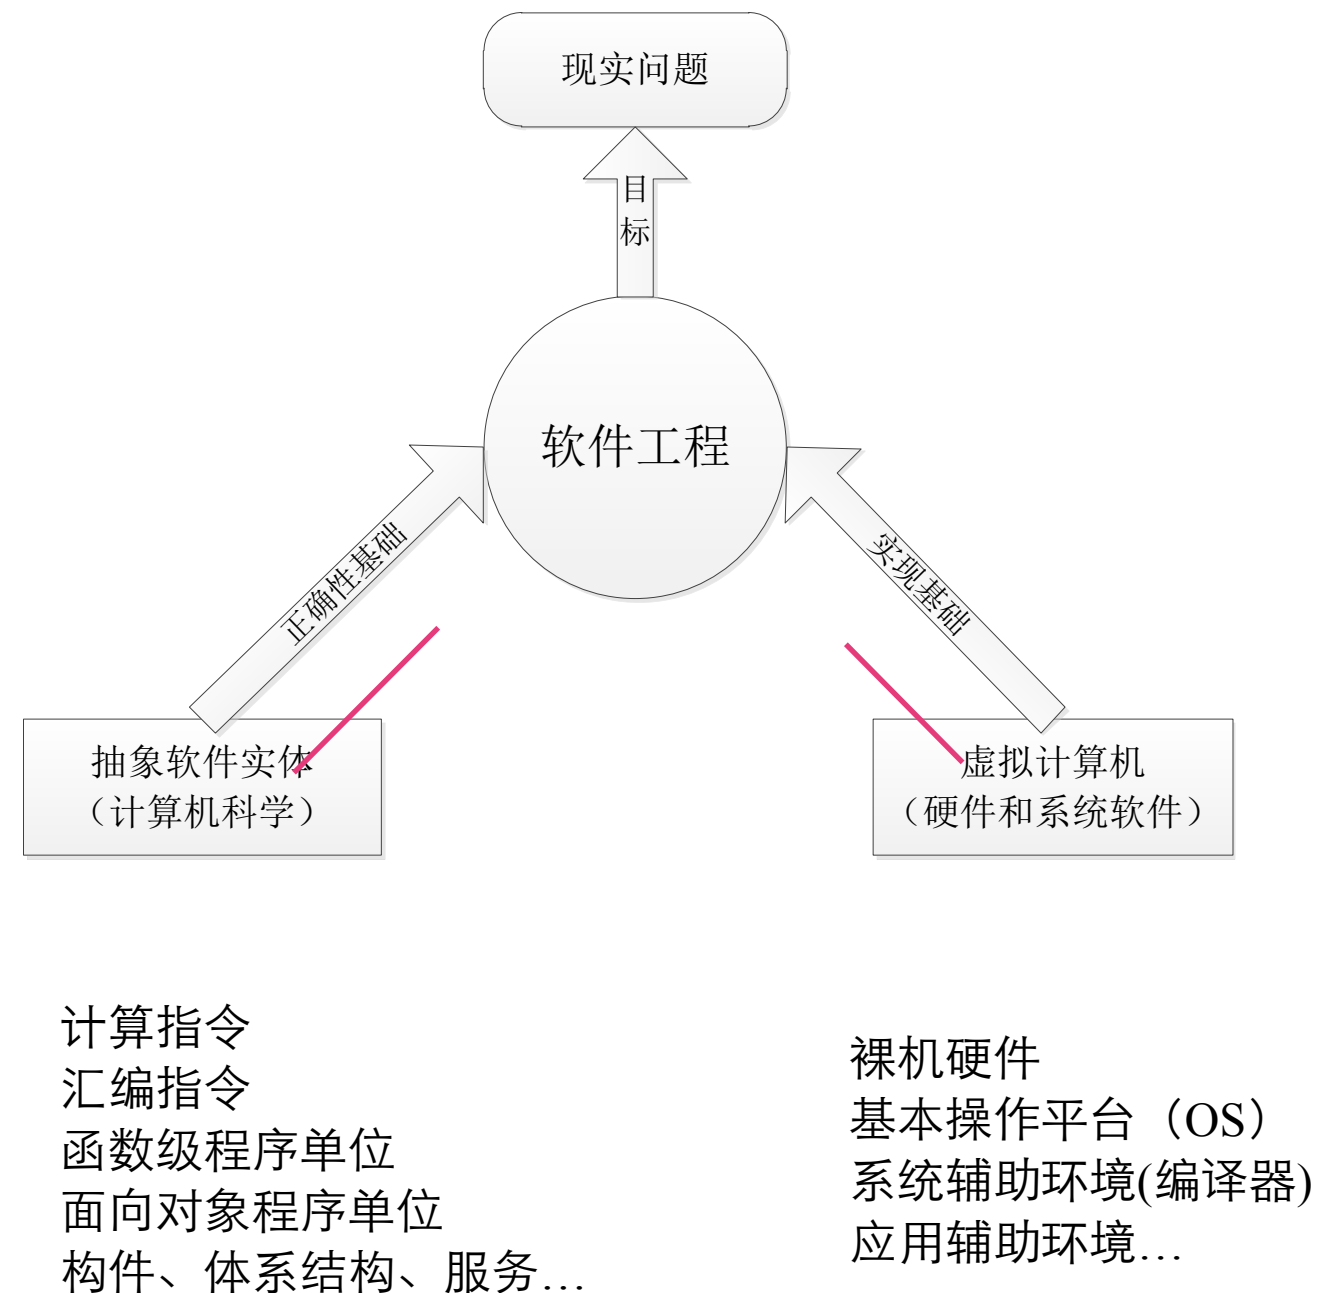 现实问题
目
标
软件工程
正确性基础
实现基础
抽象软件实体
（计算机科学）
虚拟计算机
（硬件和系统软件）
计算指令
汇编指令
函数级程序单位
面向对象程序单位
构件、体系结构、服务…
裸机硬件
基本操作平台（OS）
系统辅助环境(编译器)
应用辅助环境…